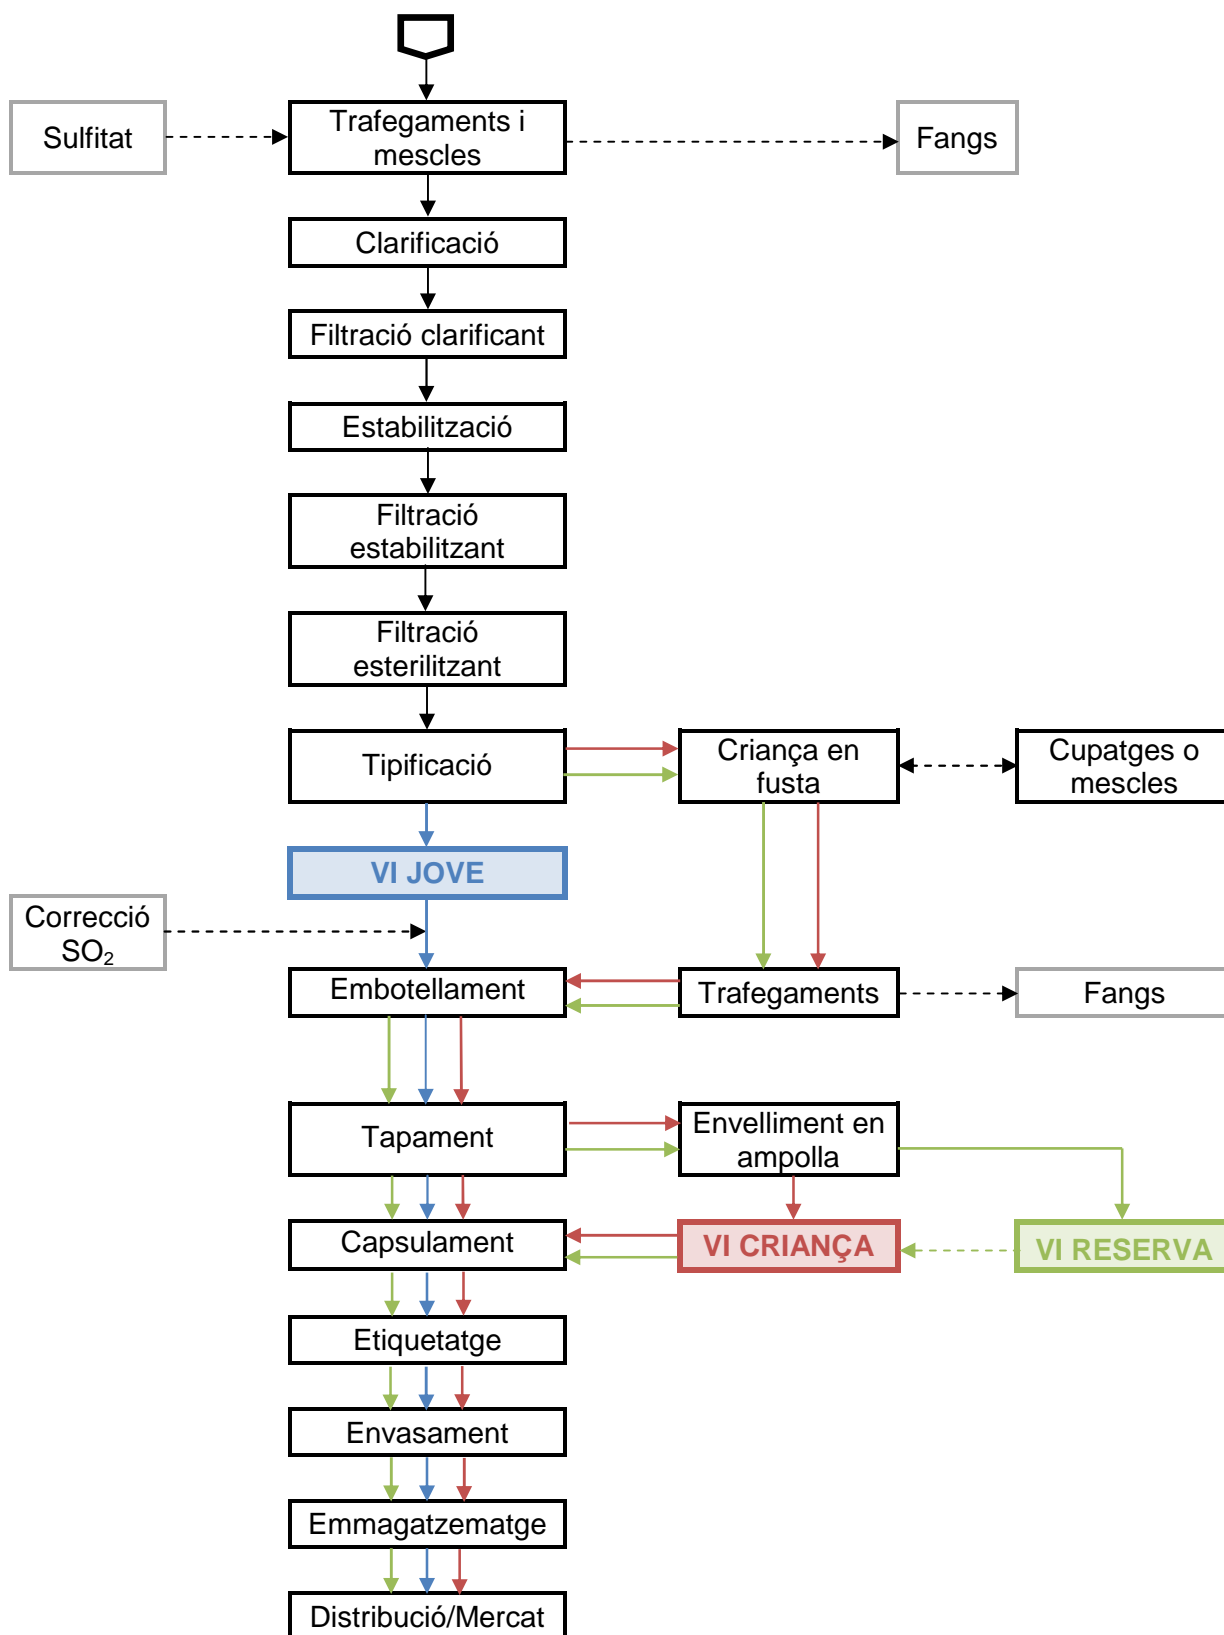 Sulfitat
Trafegaments i
mescles
Fangs
Clarificació
Filtració clarificant
Estabilització
Filtració
estabilitzant
Filtració
esterilitzant
Tipificació
Criança en
fusta
Cupatges o
mescles
VI JOVE
Correcció
SO₂
Embotellament
Trafegaments
Fangs
Tapament
Envelliment en
ampolla
Capsulament
VI CRIANÇA
VI RESERVA
Etiquetatge
Envasament
Emmagatzematge
Distribució/Mercat